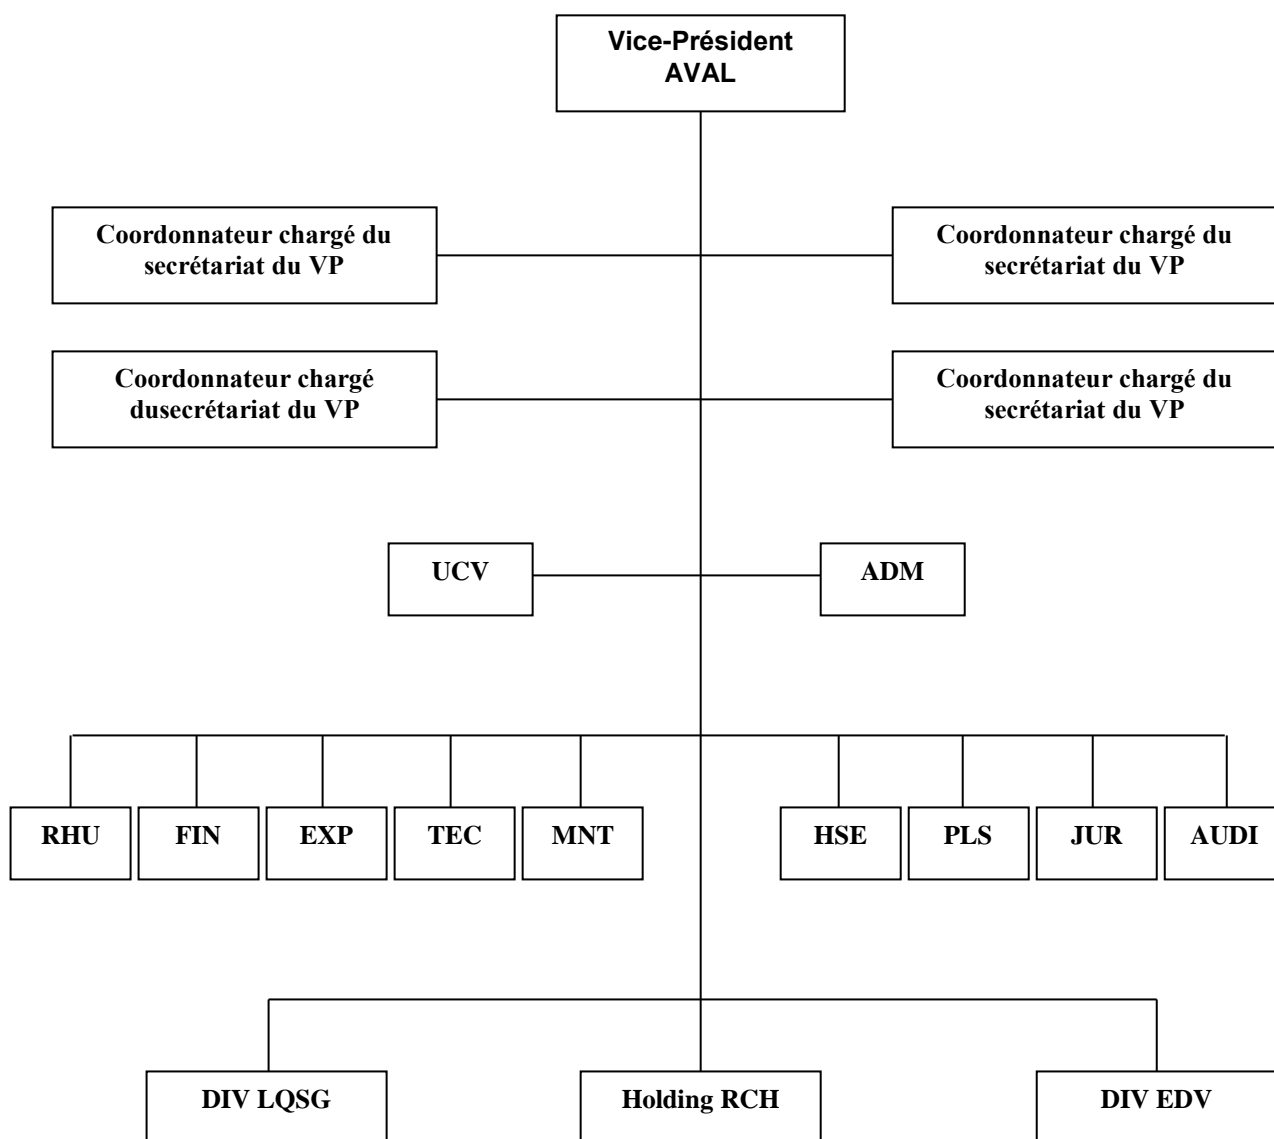 Vice-Président
AVAL
Coordonnateur chargé du
secrétariat du VP
Coordonnateur chargé du
secrétariat du VP
Coordonnateur chargé
dusecrétariat du VP
Coordonnateur chargé du
secrétariat du VP
UCV
ADM
RHU
FIN
EXP
TEC
MNT
HSE
PLS
JUR
AUDI
DIV LQSG
Holding RCH
DIV EDV